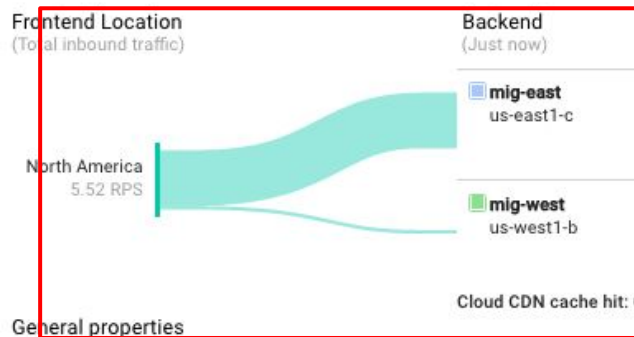 Frontend Location
(Total inbound traffic)
Backend
(Just now)
mig-east
us-east1-c
North America
5.52 RPS
mig-west
us-west1-b
Cloud CDN cache hit:
General properties